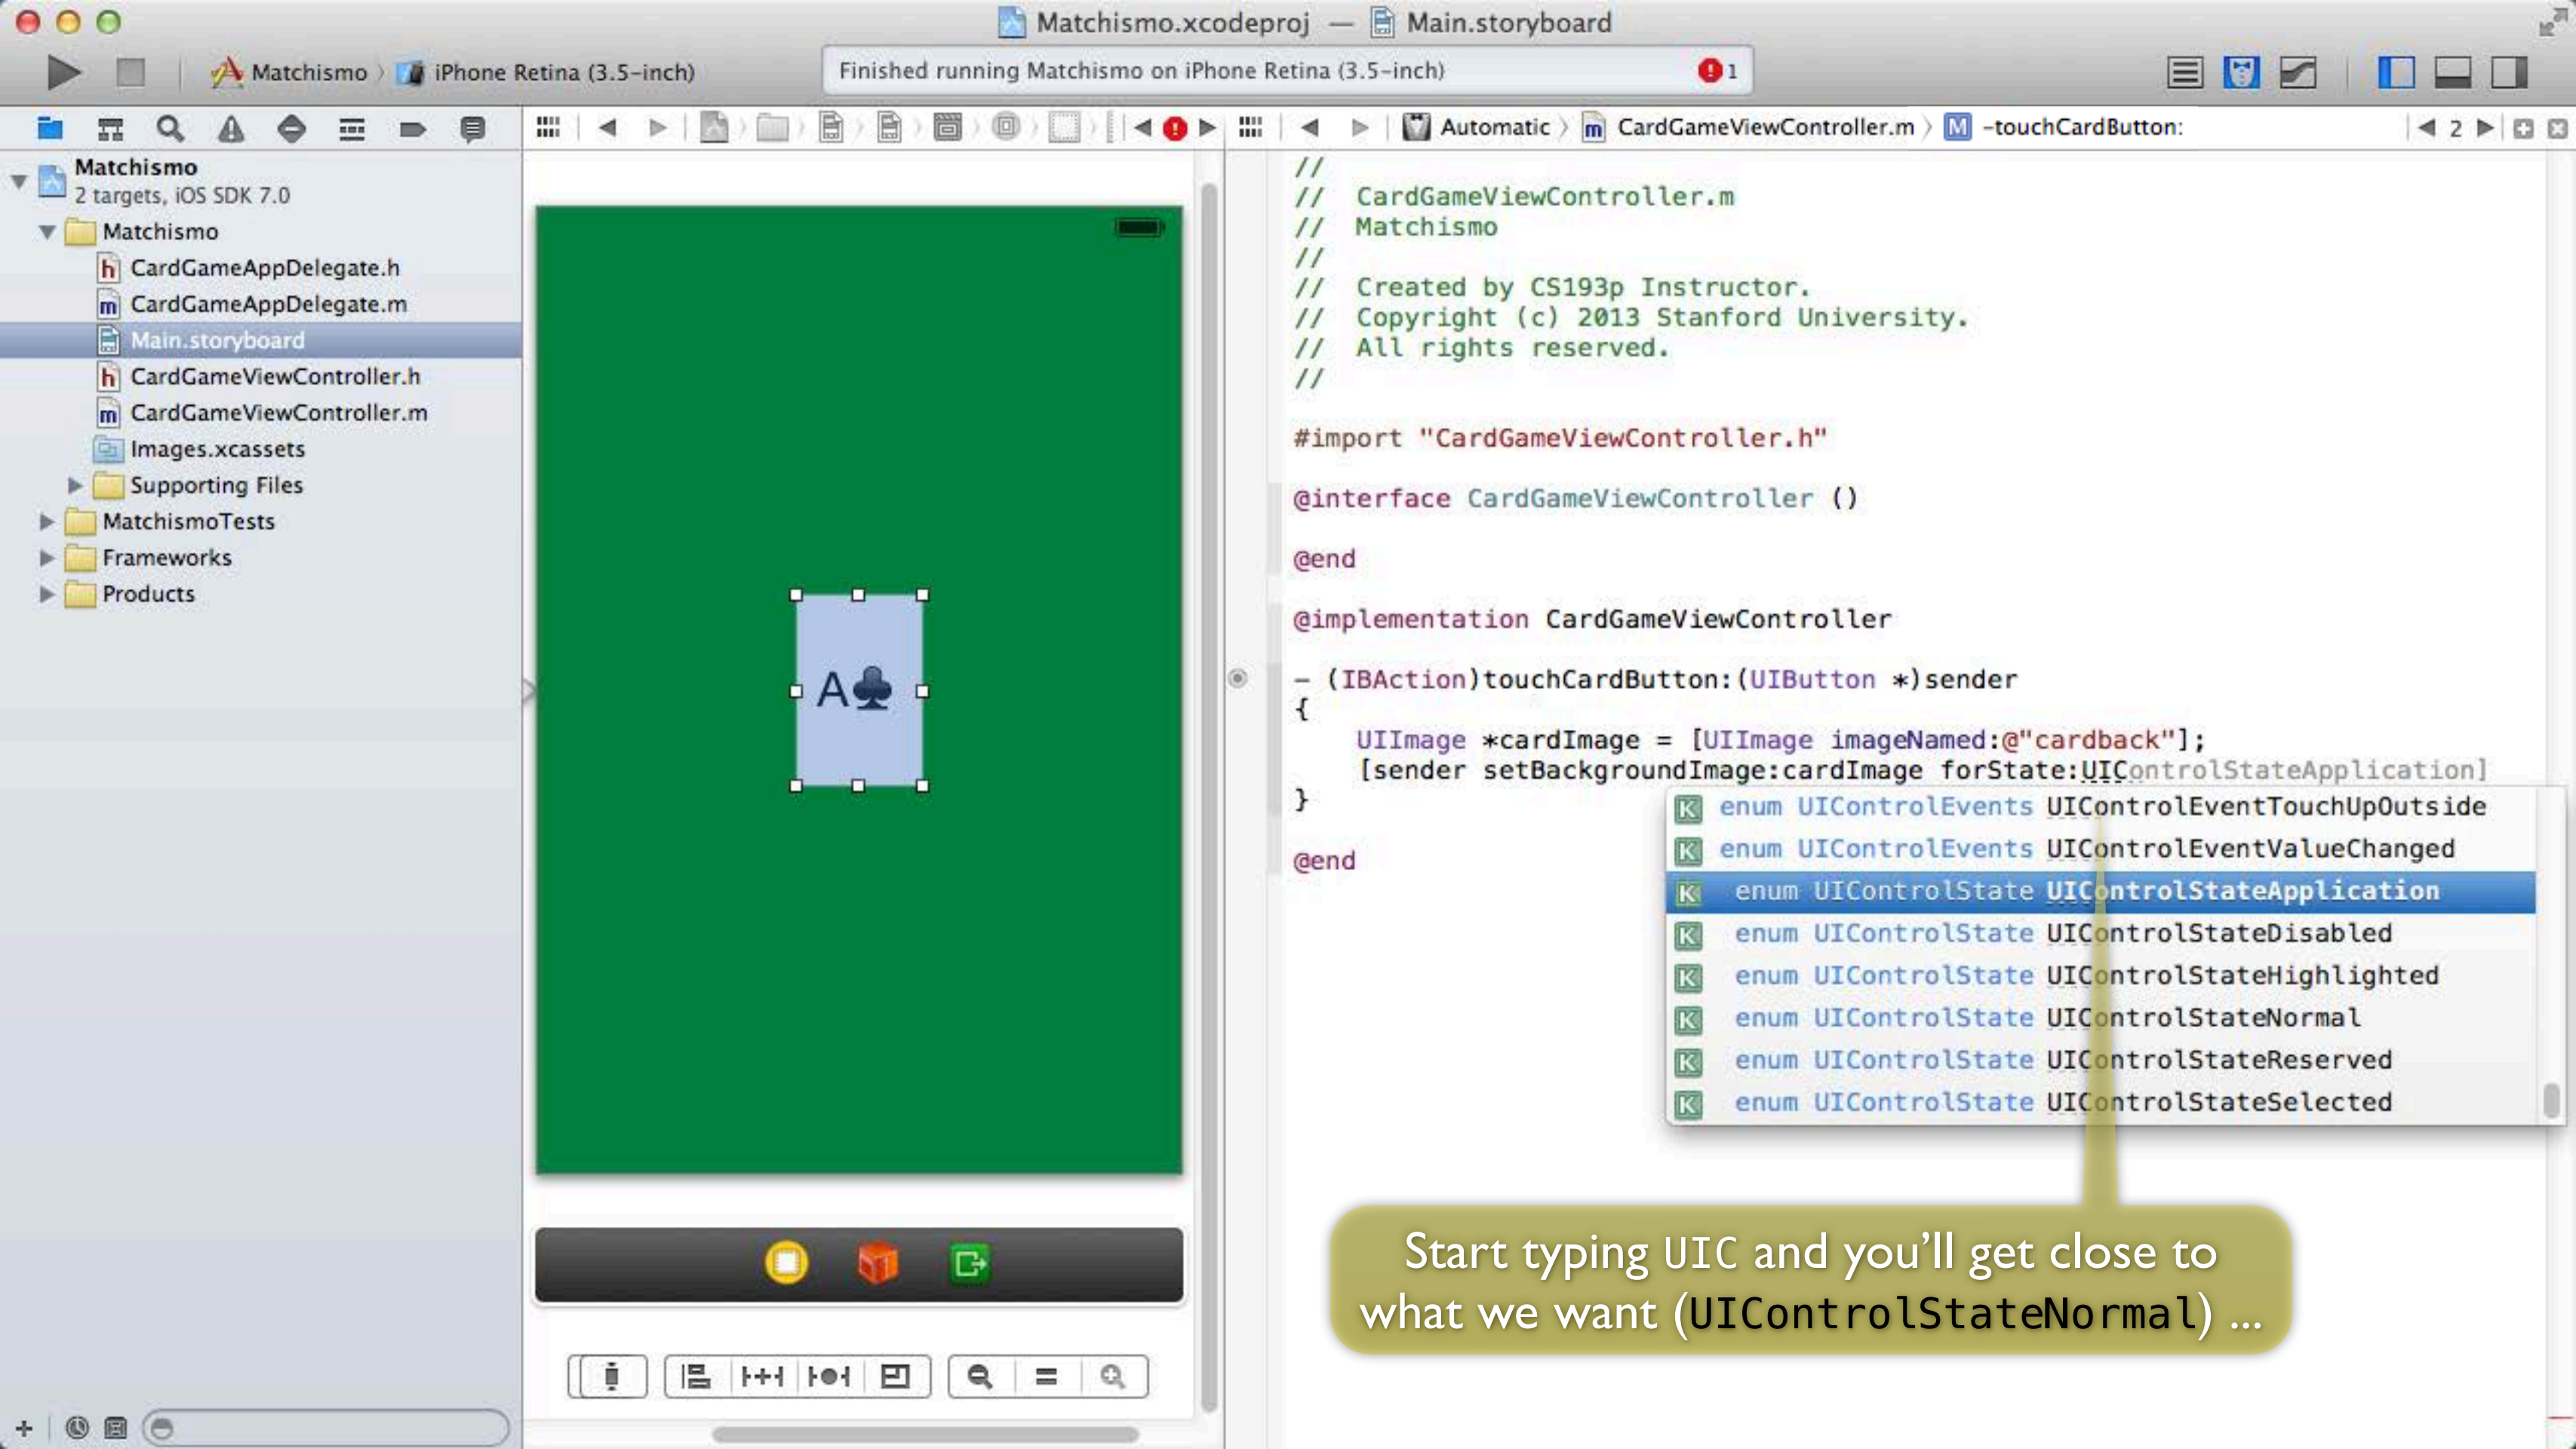 Matchismo.xcodeproj — Main.storyboard
Matchismo 〉 iPhone Retina (3.5-inch)
Finished running Matchismo on iPhone Retina (3.5-inch) 1
Automatic 〉 m CardGameViewController.m 〉 M -touchCardButton:
2
Matchismo
2 targets, iOS SDK 7.0
Matchismo
h CardGameAppDelegate.h
m CardGameAppDelegate.m
Main.storyboard
h CardGameViewController.h
m CardGameViewController.m
Images.xcassets
Supporting Files
MatchismoTests
Frameworks
Products
A♣
//
//  CardGameViewController.m
//  Matchismo
//
//  Created by CS193p Instructor.
//  Copyright (c) 2013 Stanford University.
//  All rights reserved.
//
#import "CardGameViewController.h"
@interface CardGameViewController ()
@end
@implementation CardGameViewController
- (IBAction)touchCardButton:(UIButton *)sender
{
    UIImage *cardImage = [UIImage imageNamed:@"cardback"];
    [sender setBackgroundImage:cardImage forState:UIControlStateApplication]
}
@end
K enum UIControlEvents UIControlEventTouchUpOutside
K enum UIControlEvents UIControlEventValueChanged
K enum UIControlState UIControlStateApplication
K enum UIControlState UIControlStateDisabled
K enum UIControlState UIControlStateHighlighted
K enum UIControlState UIControlStateNormal
K enum UIControlState UIControlStateReserved
K enum UIControlState UIControlStateSelected
Start typing UIC and you'll get close to
what we want (UIControlStateNormal) ...